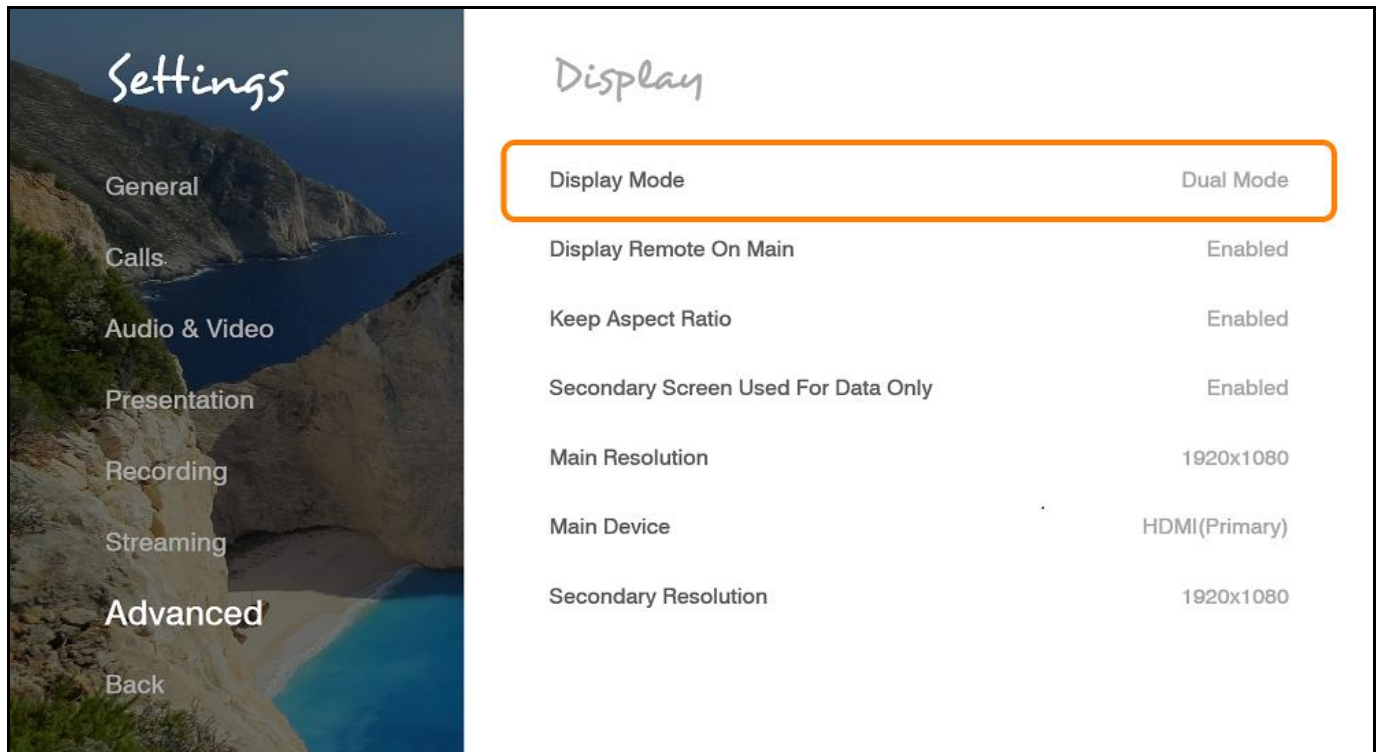 Settings
General
Calls
Audio & Video
Presentation
Recording
Streaming
Advanced
Back
Display
Display Mode Dual Mode
Display Remote On Main Enabled
Keep Aspect Ratio Enabled
Secondary Screen Used For Data Only Enabled
Main Resolution 1920x1080
Main Device HDMI(Primary)
Secondary Resolution 1920x1080